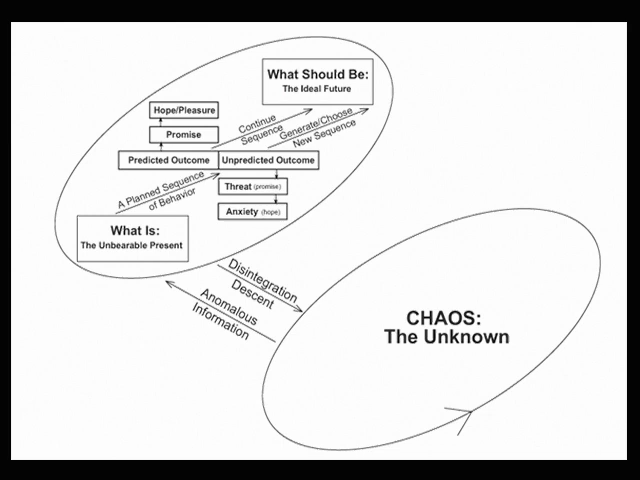 What Should Be:
The Ideal Future
Hope/Pleasure
Promise
Continue
Sequence
Generate/Choose
New Sequence
Predicted Outcome
Unpredicted Outcome
A Planned Sequence
of Behavior
Threat (promise)
Anxiety (hope)
What Is:
The Unbearable Present
Disintegration
Descent
Anomalous
Information
CHAOS:
The Unknown